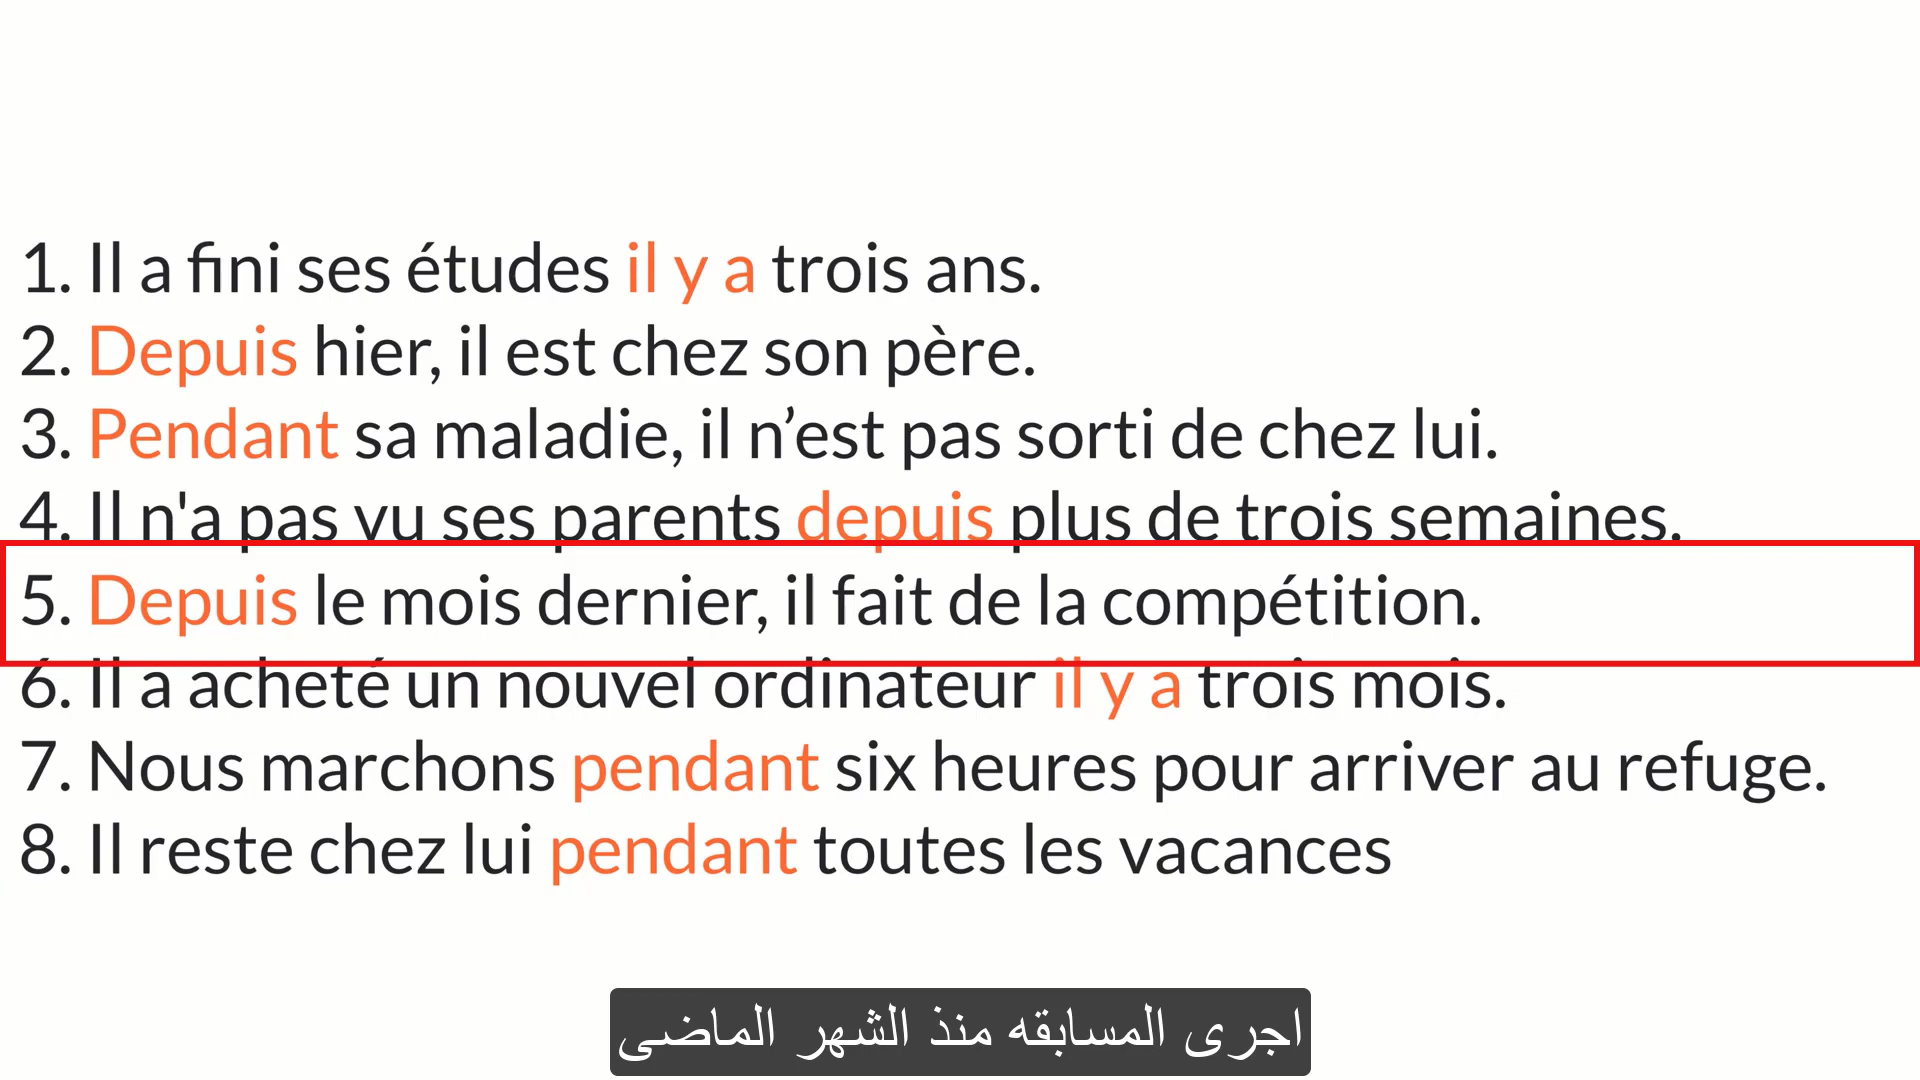 1. Il a fini ses études il y a trois ans.
2. Depuis hier, il est chez son père.
3. Pendant sa maladie, il n’est pas sorti de chez lui.
4. Il n'a pas vu ses parents depuis plus de trois semaines.
5. Depuis le mois dernier, il fait de la compétition.
6. Il a acheté un nouvel ordinateur il y a trois mois.
7. Nous marchons pendant six heures pour arriver au refuge.
8. Il reste chez lui pendant toutes les vacances
اجرى المسابقه منذ الشهر الماضى